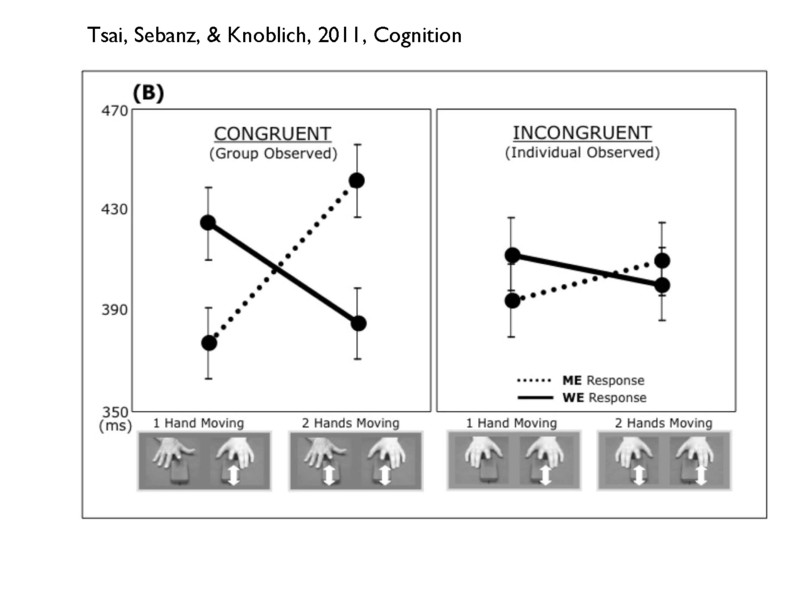 Tsai, Sebanz, & Knoblich, 2011, Cognition
(B)
470
430
390
350
(ms)
CONGRUENT
(Group Observed)
INCONGRUENT
(Individual Observed)
ME Response
WE Response
1 Hand Moving
2 Hands Moving
1 Hand Moving
2 Hands Moving